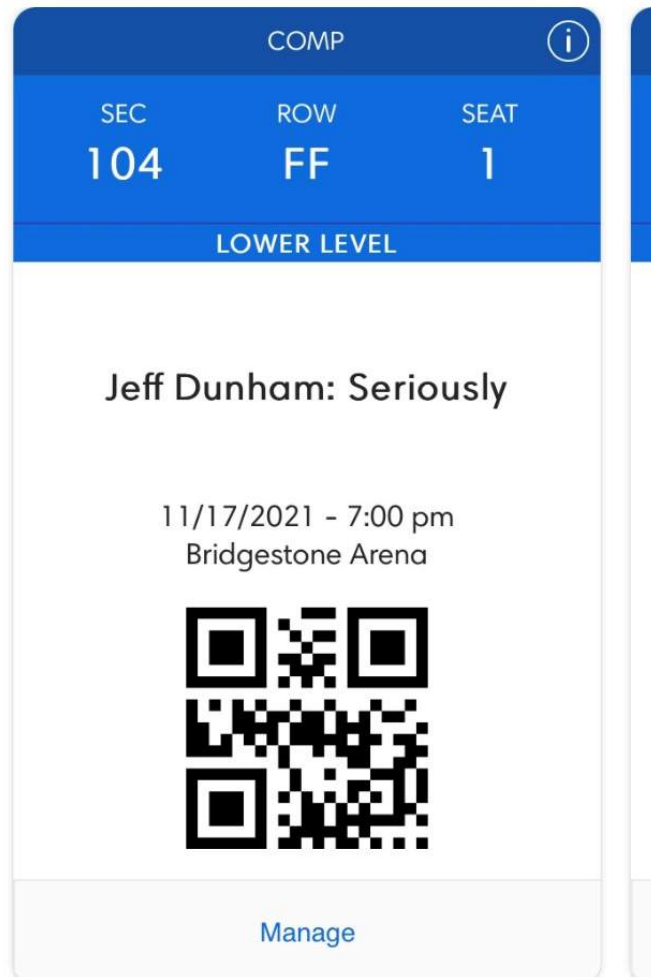 COMP
SEC ROW SEAT
104 FF 1
LOWER LEVEL
Jeff Dunham: Seriously
11/17/2021 - 7:00 pm
Bridgestone Arena
Manage